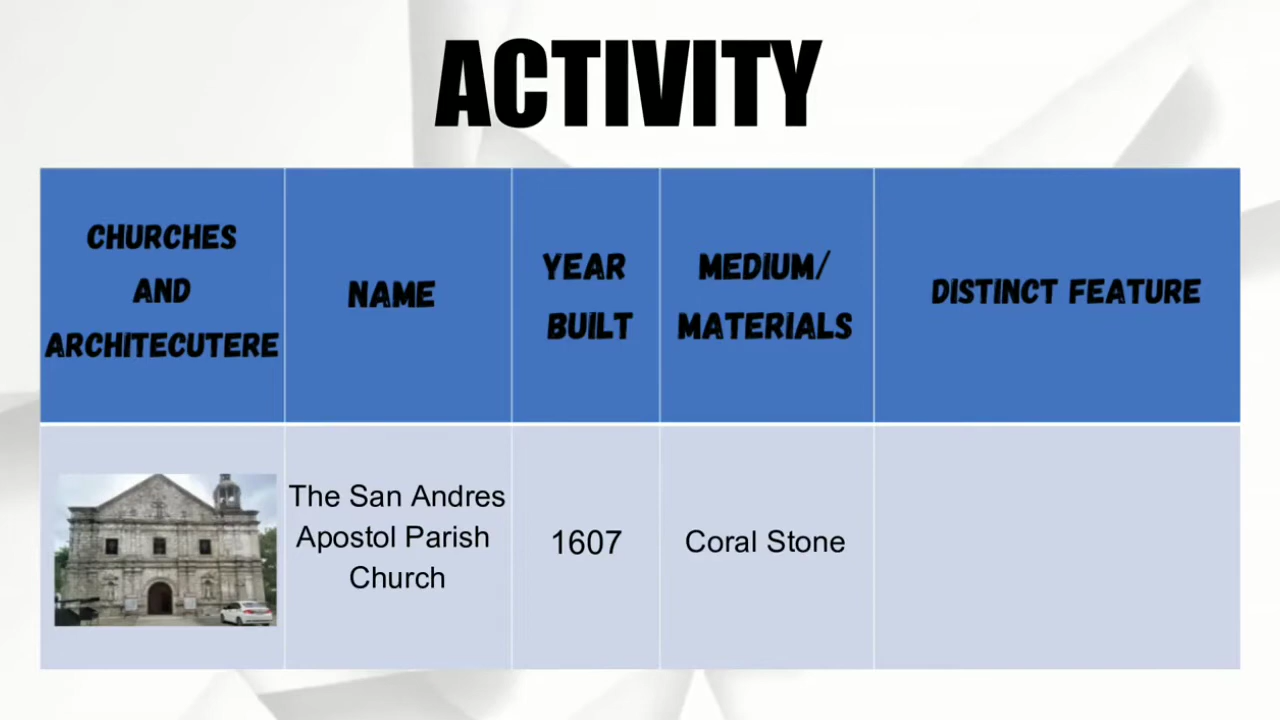 ACTIVITY
CHURCHES
AND
ARCHITECUTERE
NAME
YEAR
BUILT
MEDIUM/
MATERIALS
DISTINCT FEATURE
The San Andres
Apostol Parish
Church
1607
Coral Stone